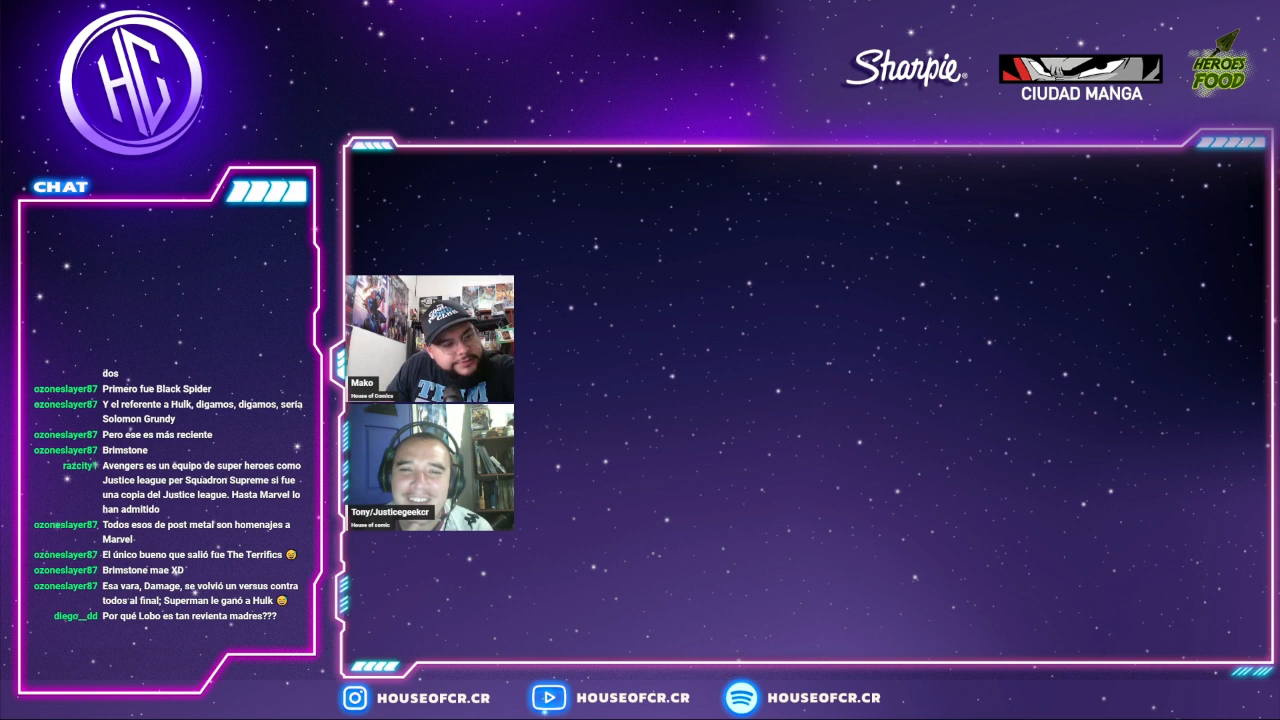 HC
Sharpie
CIUDAD MANGA
HEROES
FOOD
CHAT
dos
ozoneslayer87 Primero fue Black Spider
ozoneslayer87 Y el referente a Hulk, digamos, digamos, sería
Solomon Grundy
ozoneslayer87 Pero ese es más reciente
ozoneslayer87 Brimstone
razcity Avengers es un équipo de super heroes como
Justice league per Squadron Supreme si fue
una copia del Justice league. Hasta Marvel lo
han admitido
ozoneslayer87 Todos esos de post metal son homenajes a
Marvel
ozoneslayer87 El único bueno que salió fue The Terrifics 😄
ozoneslayer87 Brimstone mae XD
ozoneslayer87 Esa vara, Damage, se volvió un versus contra
todos al final; Superman le ganó a Hulk 😄
diego__dd Por qué Lobo es tan revienta madres???
Mako
House of Comics
Tony/Justicegeekcr
House of comic
HOUSEOFCR.CR
HOUSEOFCR.CR
HOUSEOFCR.CR